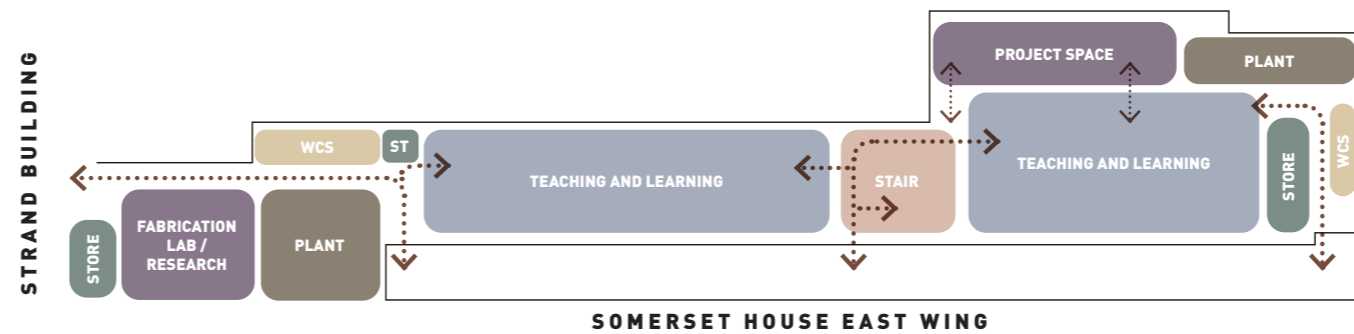 STRAND BUILDING
PROJECT SPACE
PLANT
WCS
ST
TEACHING AND LEARNING
STAIR
TEACHING AND LEARNING
STORE
WCS
STORE
FABRICATION
LAB /
RESEARCH
PLANT
SOMERSET HOUSE EAST WING